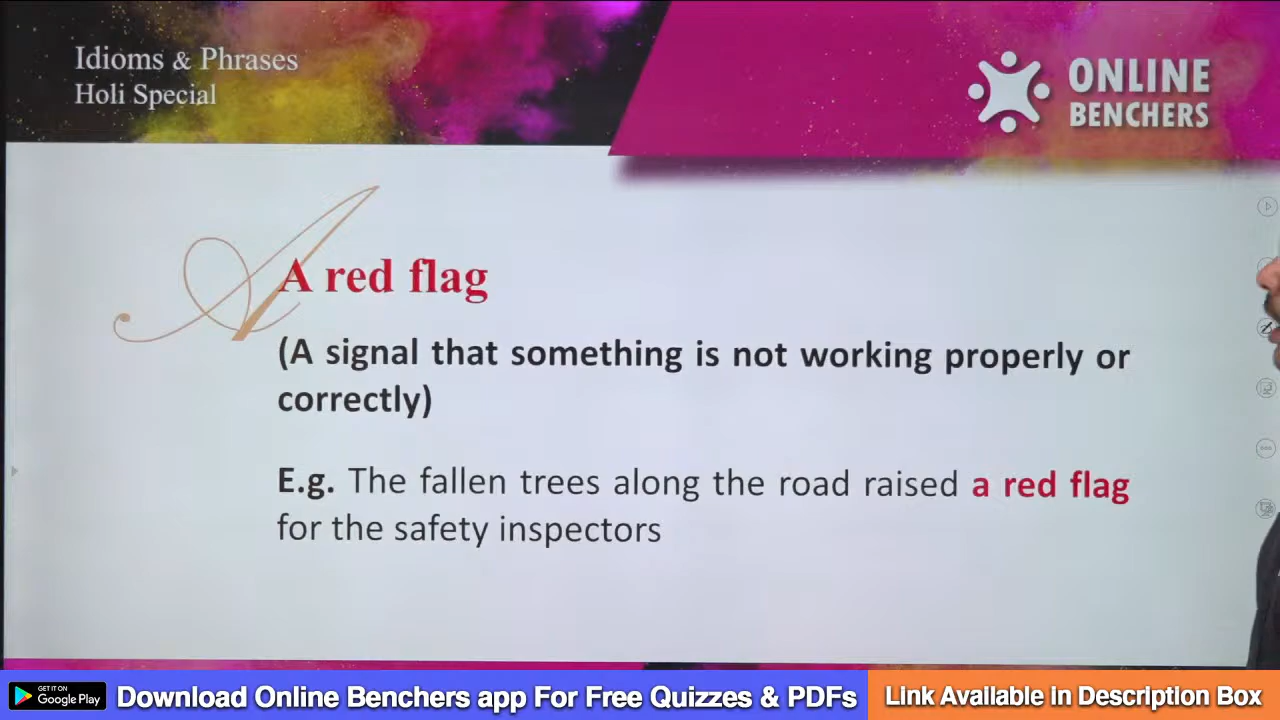 Idioms & Phrases
Holi Special
ONLINE
BENCHERS
A
A red flag
(A signal that something is not working properly or
correctly)
E.g. The fallen trees along the road raised a red flag
for the safety inspectors
GET IT ON
Google Play
Download Online Benchers app For Free Quizzes & PDFs
Link Available In Description Box